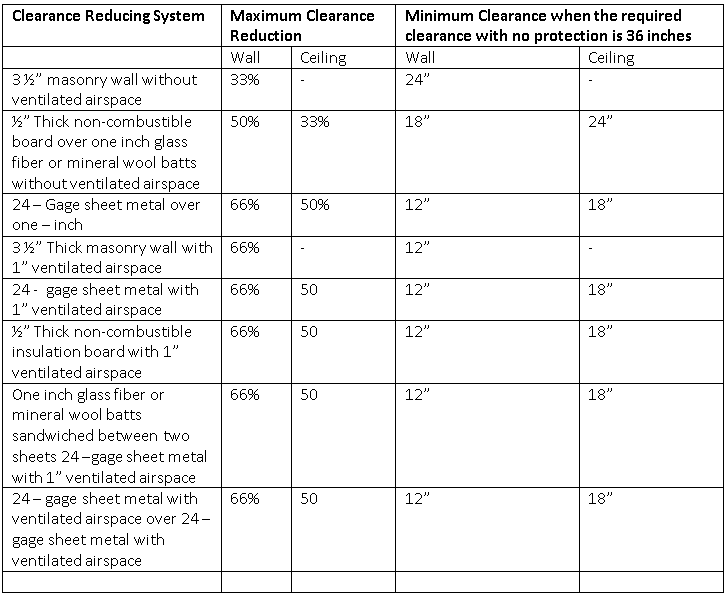 Clearance Reducing System
Maximum Clearance
Reduction
Minimum Clearance when the required
clearance with no protection is 36 inches
Wall Ceiling Wall Ceiling
3 ½” masonry wall without
ventilated airspace
33% - 24” -
½” Thick non-combustible
board over one inch glass
fiber or mineral wool batts
without ventilated airspace
50% 33% 18” 24”
24 – Gage sheet metal over
one – inch
66% 50% 12” 18”
3 ½” Thick masonry wall with
1” ventilated airspace
66% - 12” -
24 - gage sheet metal with
1” ventilated airspace
66% 50 12” 18”
½” Thick non-combustible
insulation board with 1”
ventilated airspace
66% 50 12” 18”
One inch glass fiber or
mineral wool batts
sandwiched between two
sheets 24 –gage sheet metal
with 1” ventilated airspace
66% 50 12” 18”
24 – gage sheet metal with
ventilated airspace over 24 –
gage sheet metal with
ventilated airspace
66% 50 12” 18”